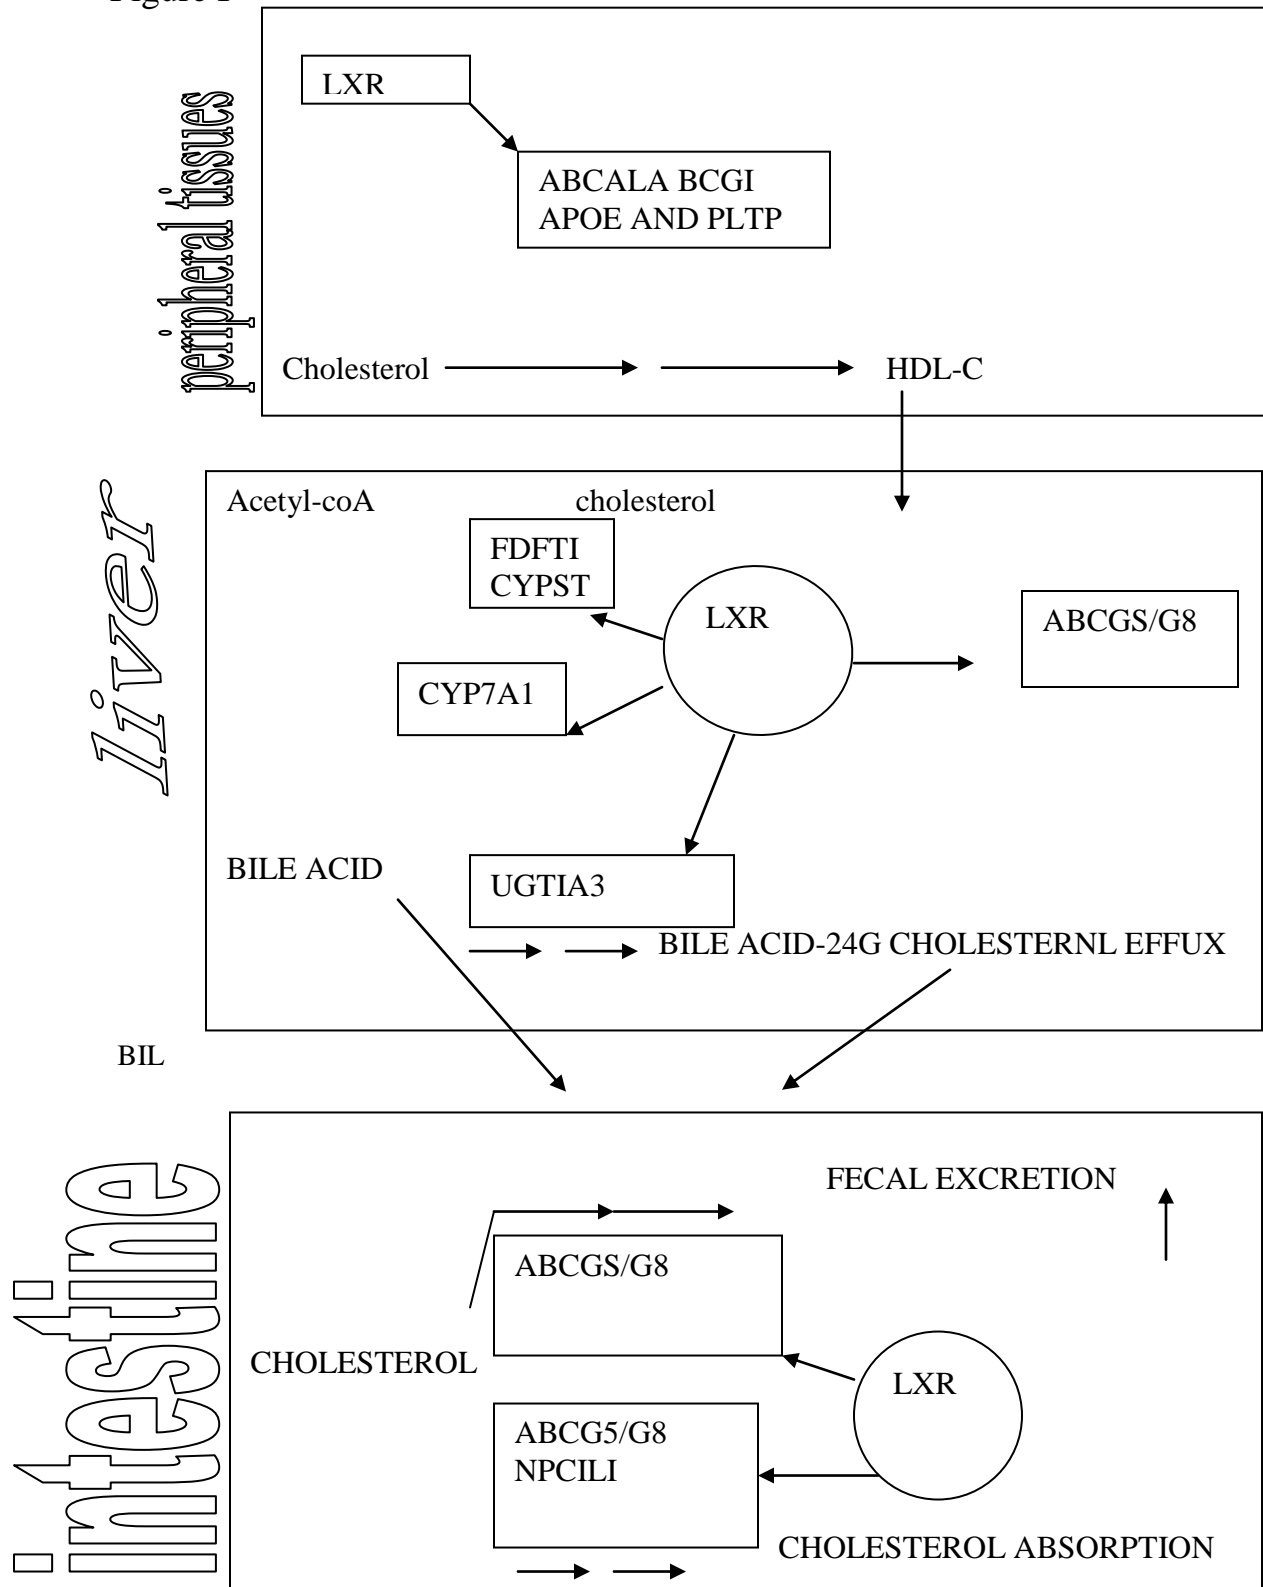 Figure 1
peripheral tissues
LXR
ABCALA BCGI
APOE AND PLTP
Cholesterol
HDL-C
liver
Acetyl-coA
cholesterol
FDFTI
CYPST
LXR
ABCGS/G8
CYP7A1
BILE ACID
UGTIA3
BILE ACID-24G CHOLESTERNL EFFUX
BIL
intestine
FECAL EXCRETION
ABCGS/G8
CHOLESTEROL
LXR
ABCG5/G8
NPCILI
CHOLESTEROL ABSORPTION